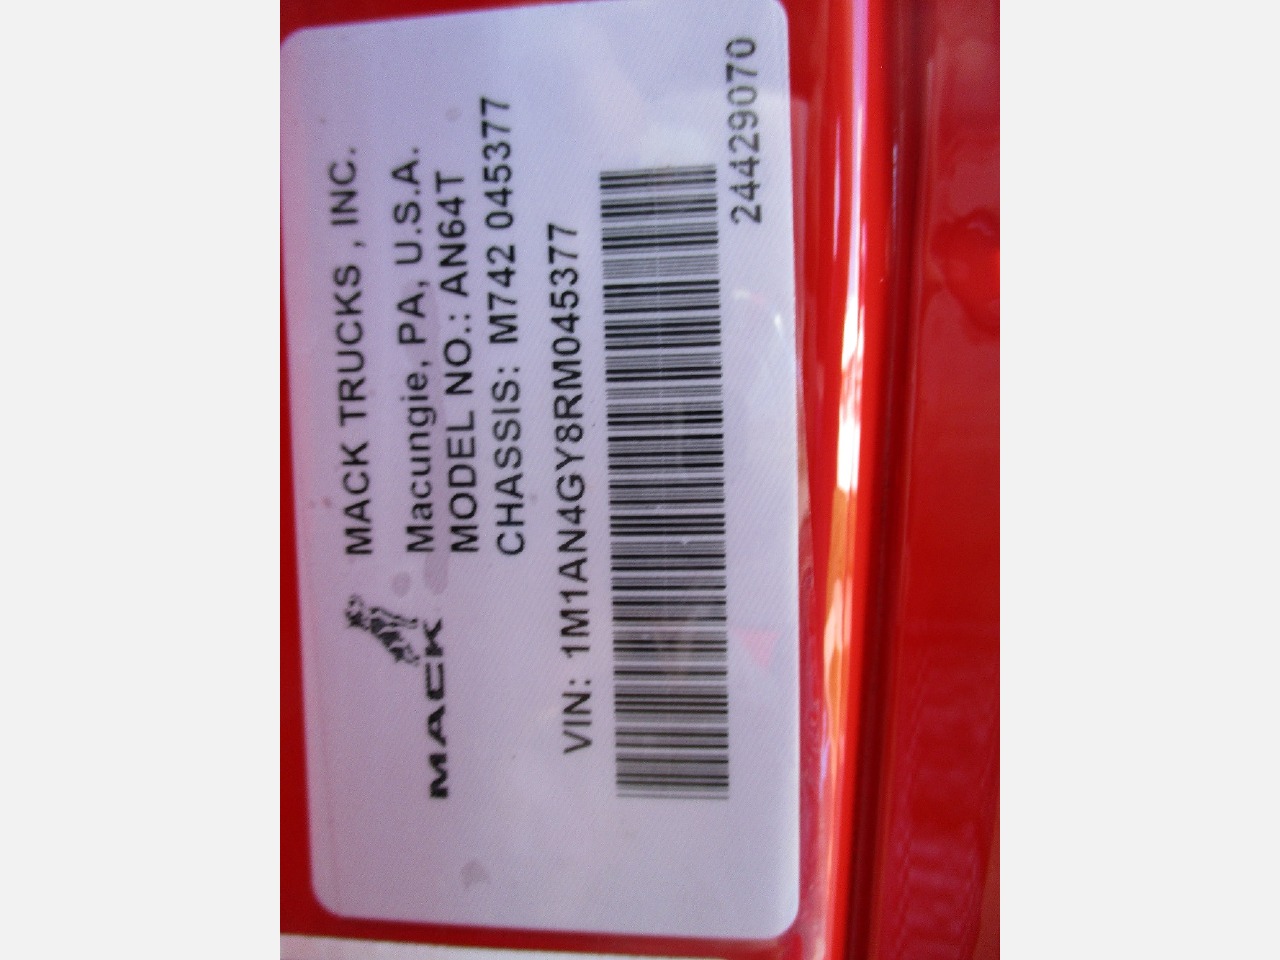 MACK
MACK TRUCKS , INC.
Macungie, PA, U.S.A.
MODEL NO.: AN64T
CHASSIS: M742 045377
VIN: 1M1AN4GY8RM045377
24429070